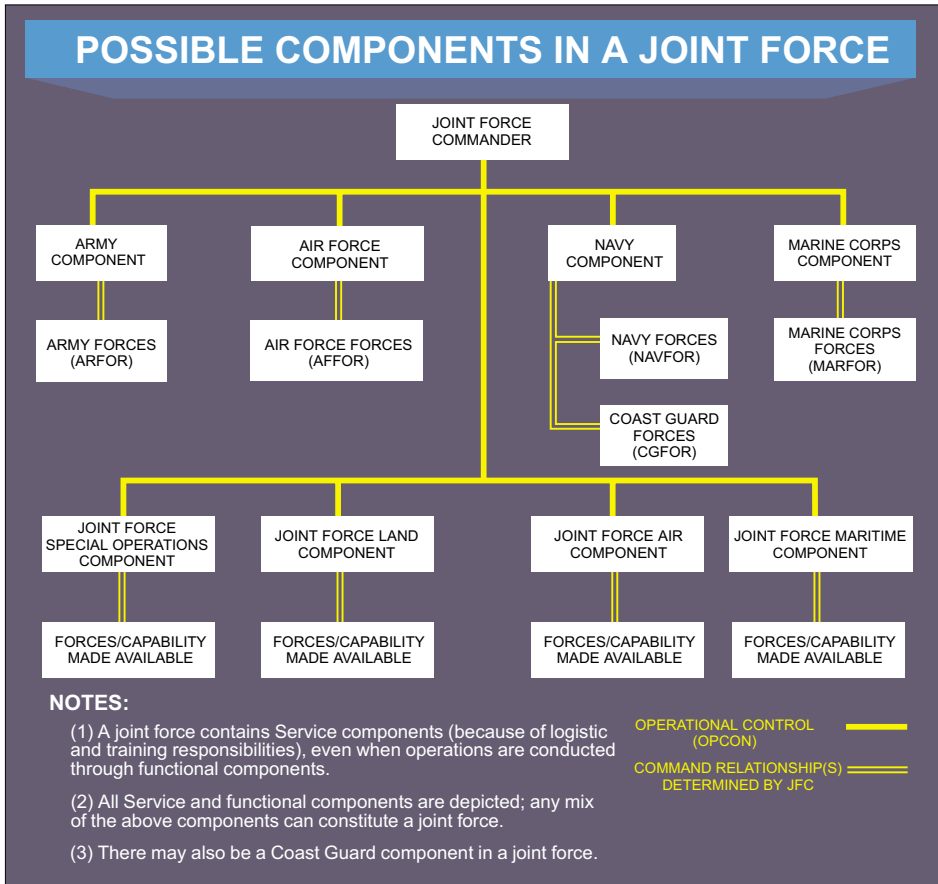 POSSIBLE COMPONENTS IN A JOINT FORCE
JOINT FORCE
COMMANDER
ARMY
COMPONENT
AIR FORCE
COMPONENT
NAVY
COMPONENT
MARINE CORPS
COMPONENT
ARMY FORCES
(ARFOR)
AIR FORCE FORCES
(AFFOR)
NAVY FORCES
(NAVFOR)
MARINE CORPS
FORCES
(MARFOR)
COAST GUARD
FORCES
(CGFOR)
JOINT FORCE
SPECIAL OPERATIONS
COMPONENT
JOINT FORCE LAND
COMPONENT
JOINT FORCE AIR
COMPONENT
JOINT FORCE MARITIME
COMPONENT
FORCES/CAPABILITY
MADE AVAILABLE
FORCES/CAPABILITY
MADE AVAILABLE
FORCES/CAPABILITY
MADE AVAILABLE
FORCES/CAPABILITY
MADE AVAILABLE
NOTES:
(1) A joint force contains Service components (because of logistic
and training responsibilities), even when operations are conducted
through functional components.
(2) All Service and functional components are depicted; any mix
of the above components can constitute a joint force.
(3) There may also be a Coast Guard component in a joint force.
OPERATIONAL CONTROL
(OPCON)
COMMAND RELATIONSHIP(S)
DETERMINED BY JFC